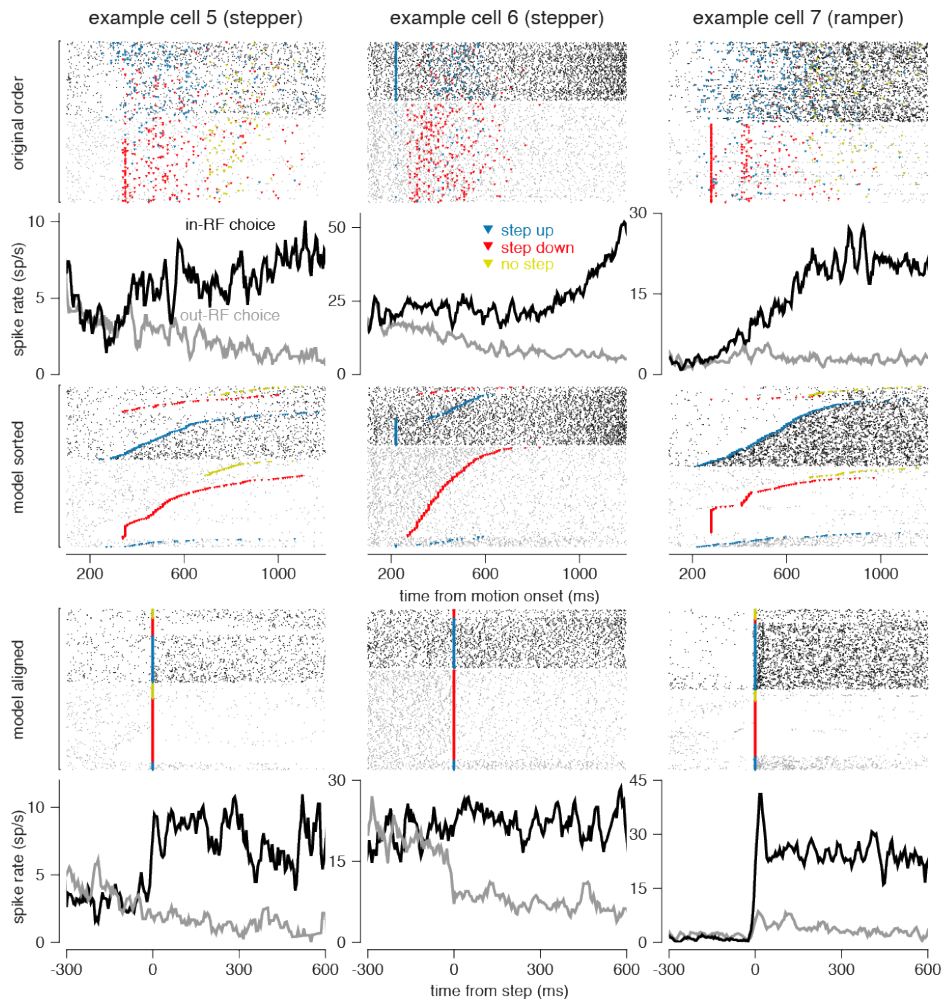 example cell 5 (stepper) example cell 6 (stepper) example cell 7 (ramper)
original order
10 50 30
in-RF choice
step up
step down
no step
5 25 15
out-RF choice
0 0 0
spike rate (sp/s)
model sorted
200 600 1000 200 600 1000 200 600 1000
time from motion onset (ms)
model aligned
10 30 45
5 15 30
15
0 0 0
spike rate (sp/s)
-300 0 300 600 -300 0 300 600 -300 0 300 600
time from step (ms)